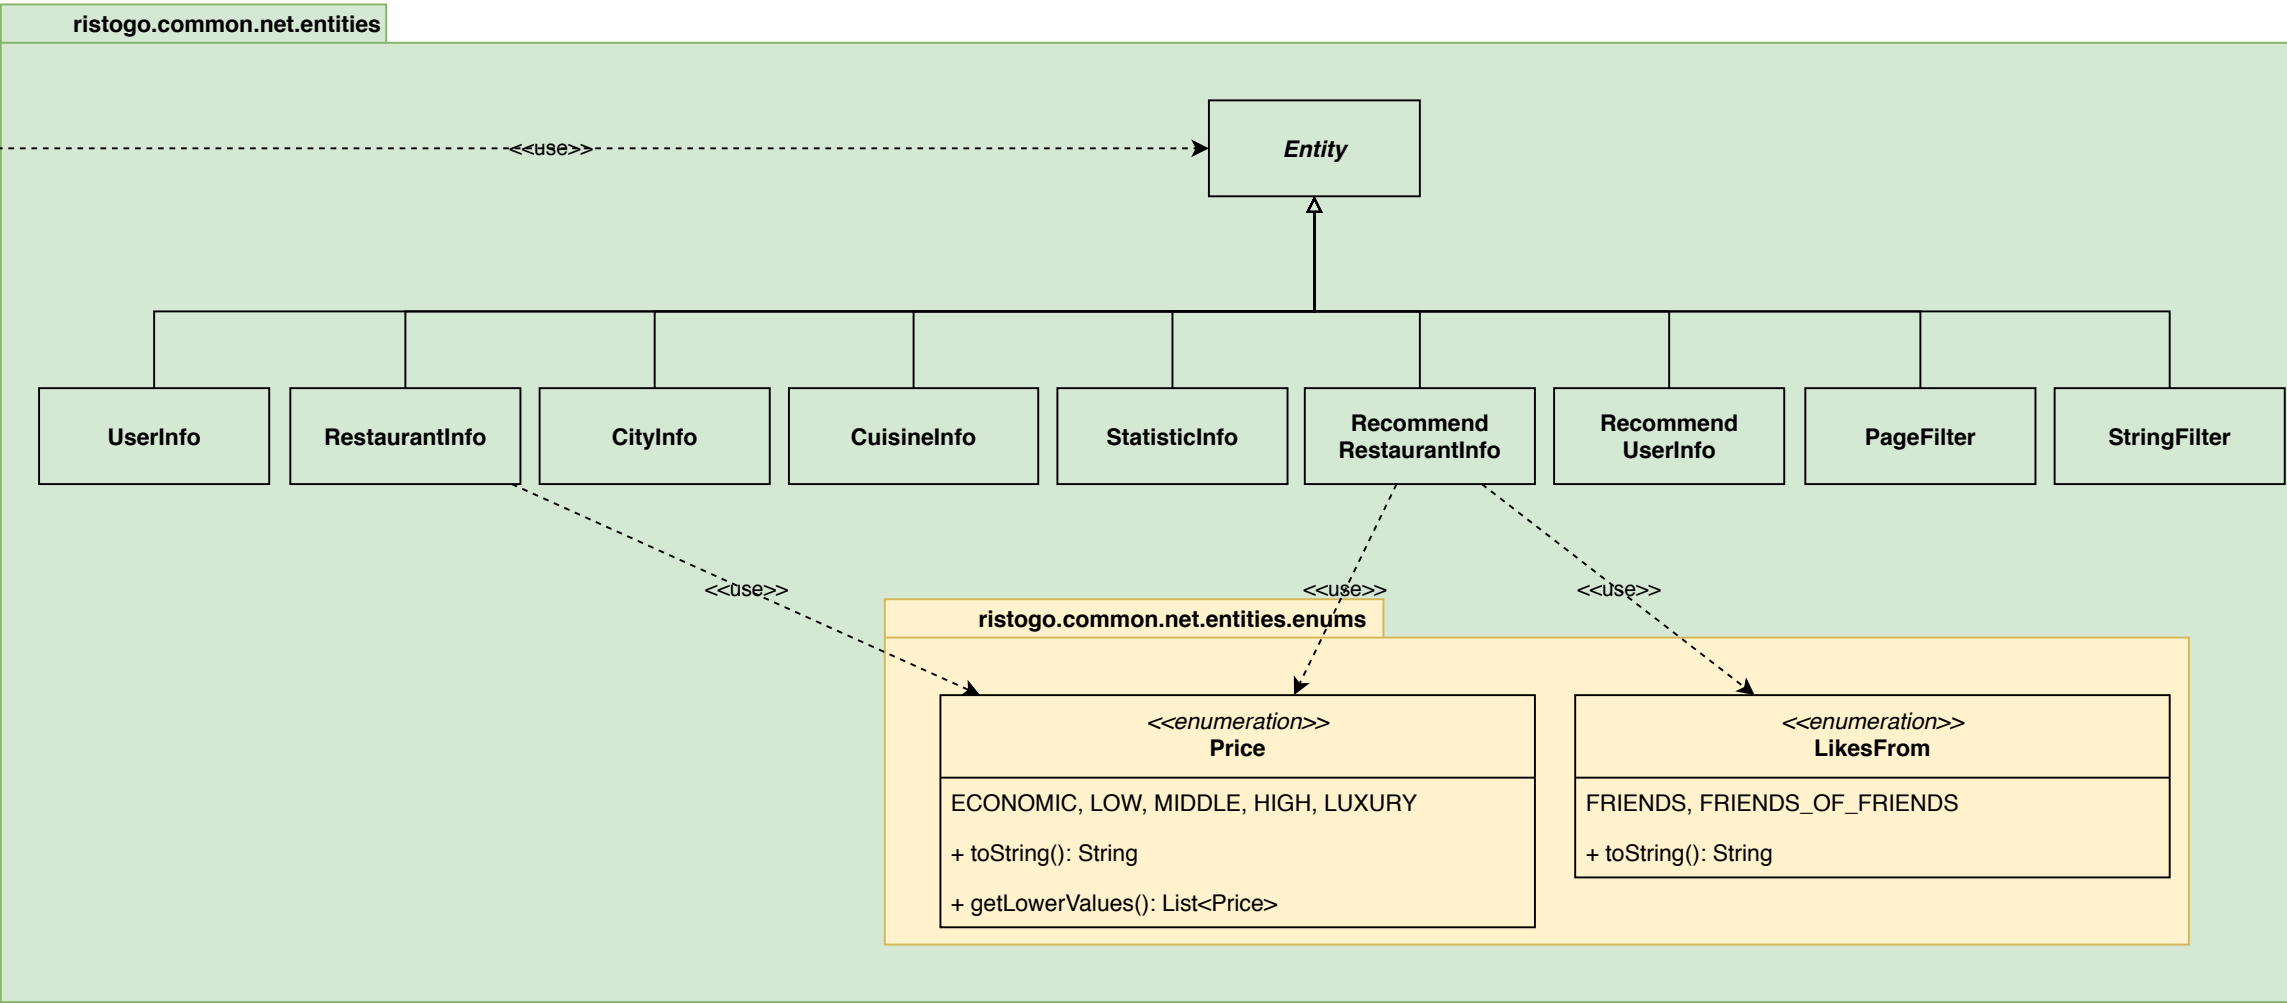 ristogo.common.net.entities
<<use>>
Entity
UserInfo
RestaurantInfo
CityInfo
CuisineInfo
StatisticInfo
Recommend
RestaurantInfo
Recommend
UserInfo
PageFilter
StringFilter
<<use>>
<<use>>
<<use>>
ristogo.common.net.entities.enums
<<enumeration>>
Price
ECONOMIC, LOW, MIDDLE, HIGH, LUXURY
+ toString(): String
+ getLowerValues(): List<Price>
<<enumeration>>
LikesFrom
FRIENDS, FRIENDS_OF_FRIENDS
+ toString(): String